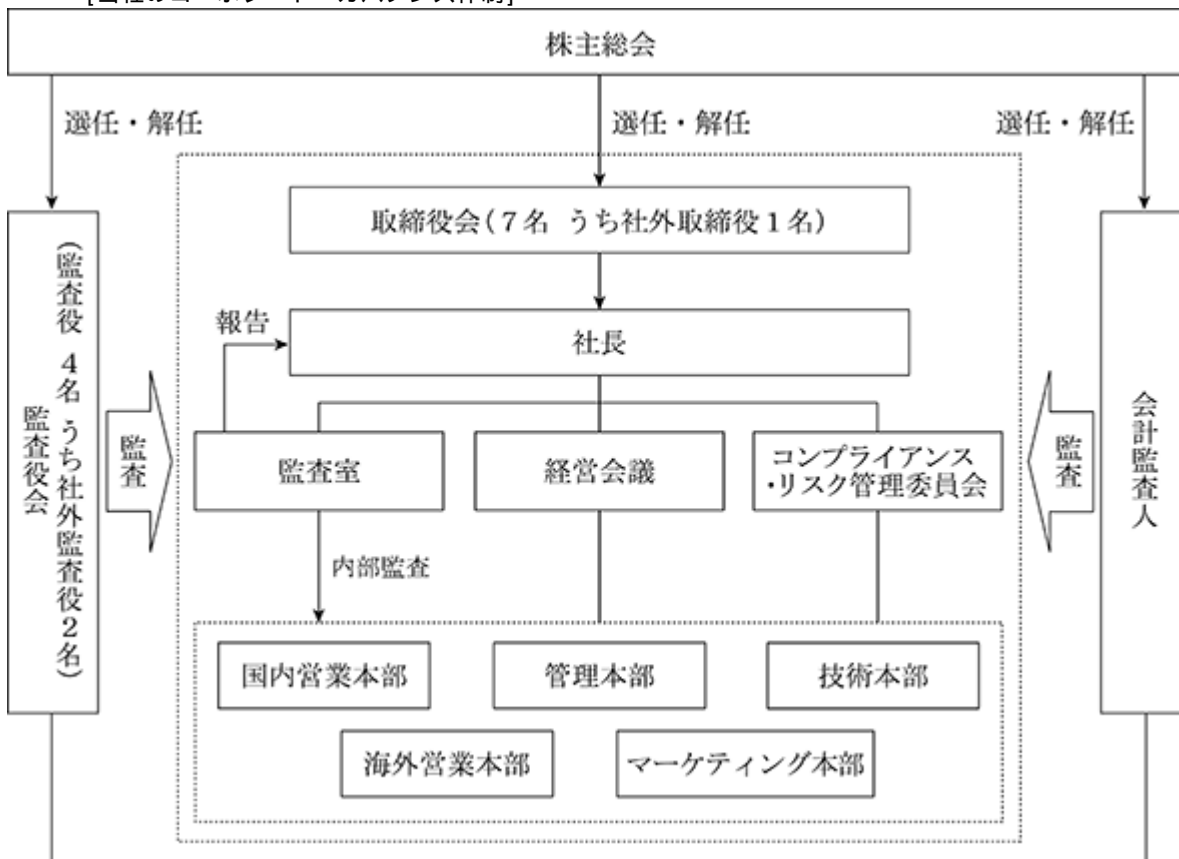 株主総会
選任・解任
選任・解任
選任・解任
取締役会(7名 うち社外取締役1名)
報告
社長
監査役会
(監査役 4名 うち社外監査役2名)
監査
監査室
経営会議
コンプライアンス
・リスク管理委員会
監査
会計監査人
内部監査
国内営業本部
管理本部
技術本部
海外営業本部
マーケティング本部